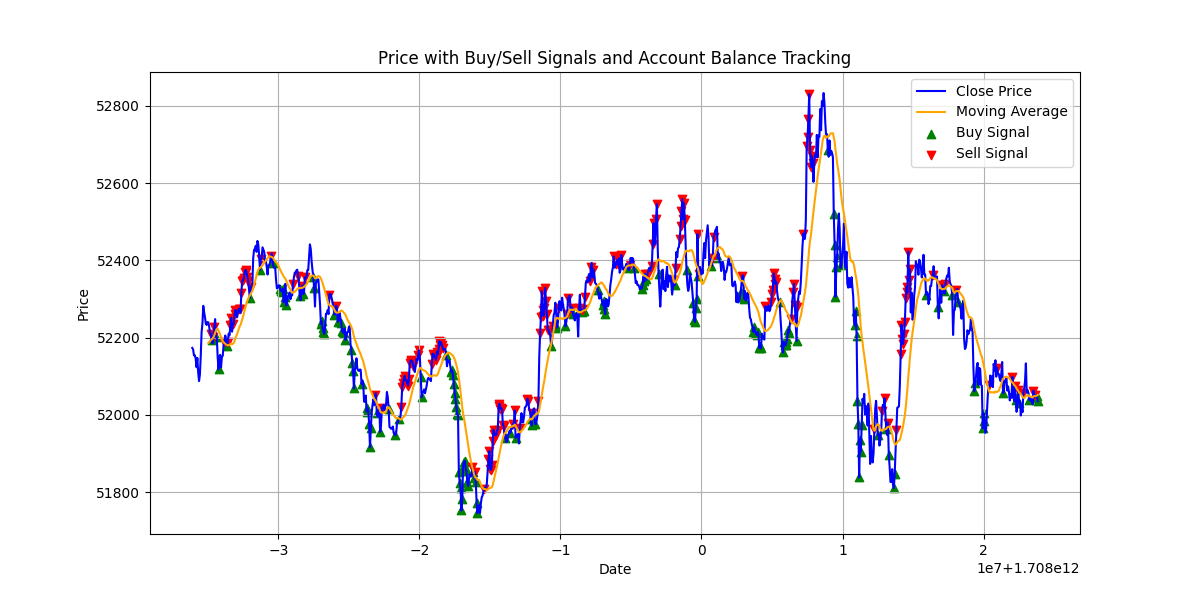 Price with Buy/Sell Signals and Account Balance Tracking
Close Price
Moving Average
Buy Signal
Sell Signal
52800
52600
52400
52200
52000
51800
Price
−3 −2 −1 0 1 2
1e7+1.708e12
Date